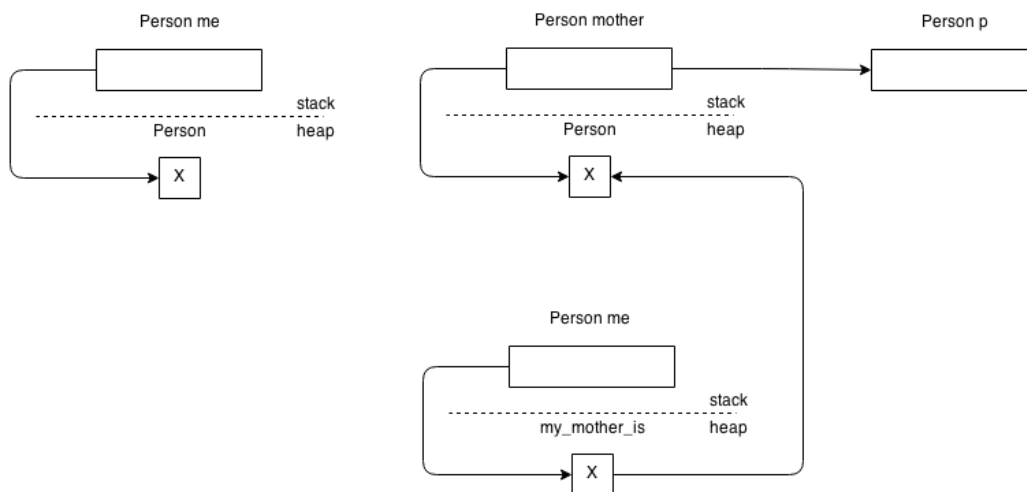 Person me
stack
heap
Person
X
Person mother
Person p
stack
heap
Person
X
Person me
stack
heap
my_mother_is
X